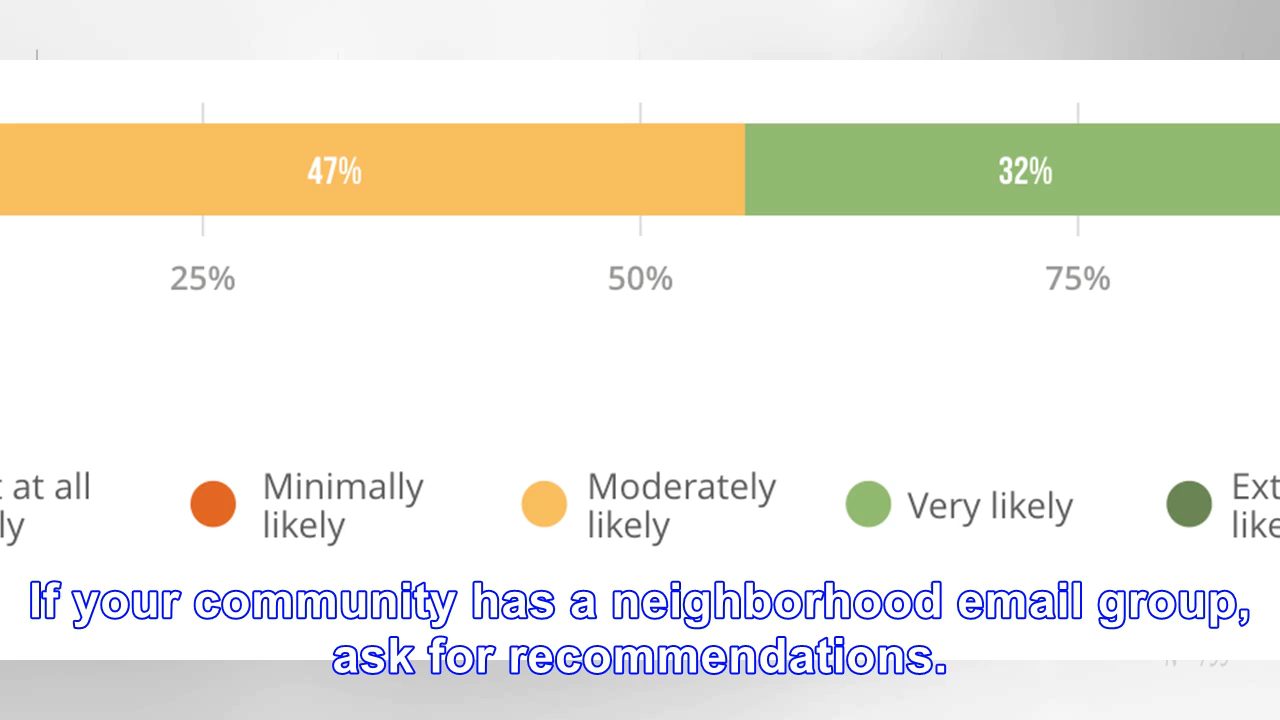 47% 32%
25% 50% 75%
at all Minimally Moderately Very likely
likely likely
If your community has a neighborhood email group,
ask for recommendations.